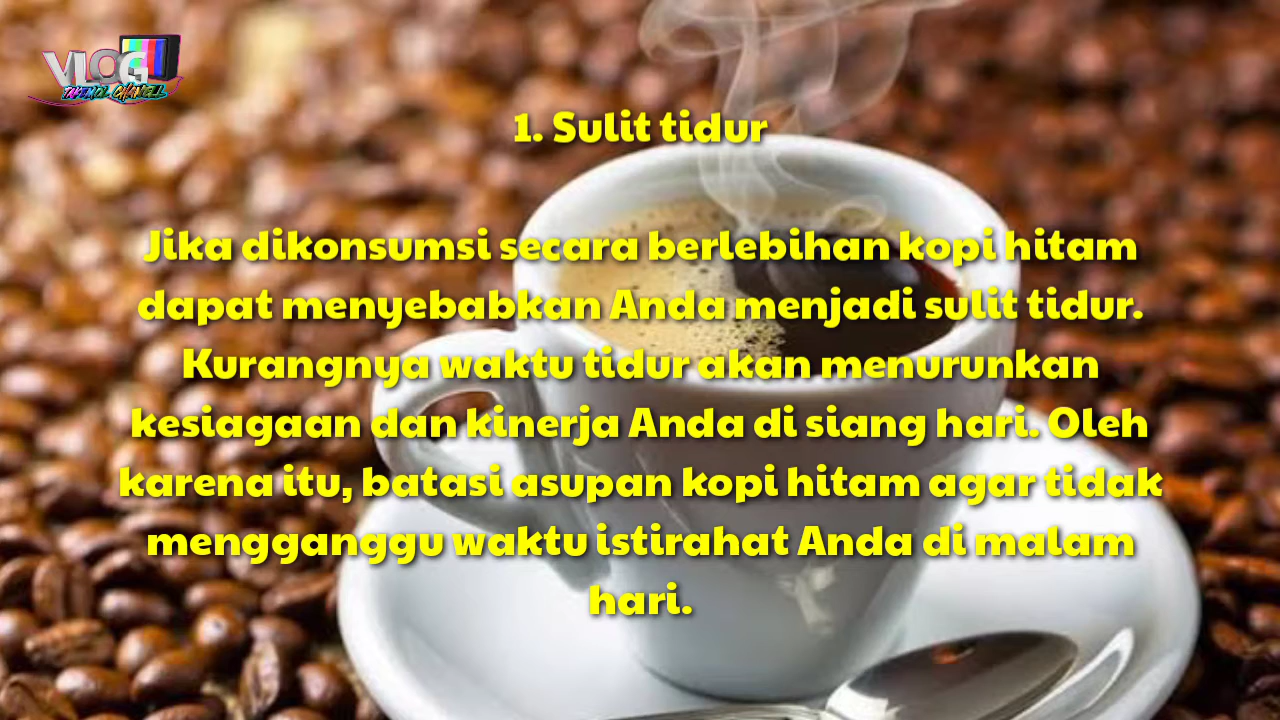 VLOG
1. Sulit tidur
Jika dikonsumsi secara berlebihan kopi hitam
dapat menyebabkan Anda menjadi sulit tidur.
Kurangnya waktu tidur akan menurunkan
kesiagaan dan kinerja Anda di siang hari. Oleh
karena itu, batasi asupan kopi hitam agar tidak
mengganggu waktu istirahat Anda di malam
hari.